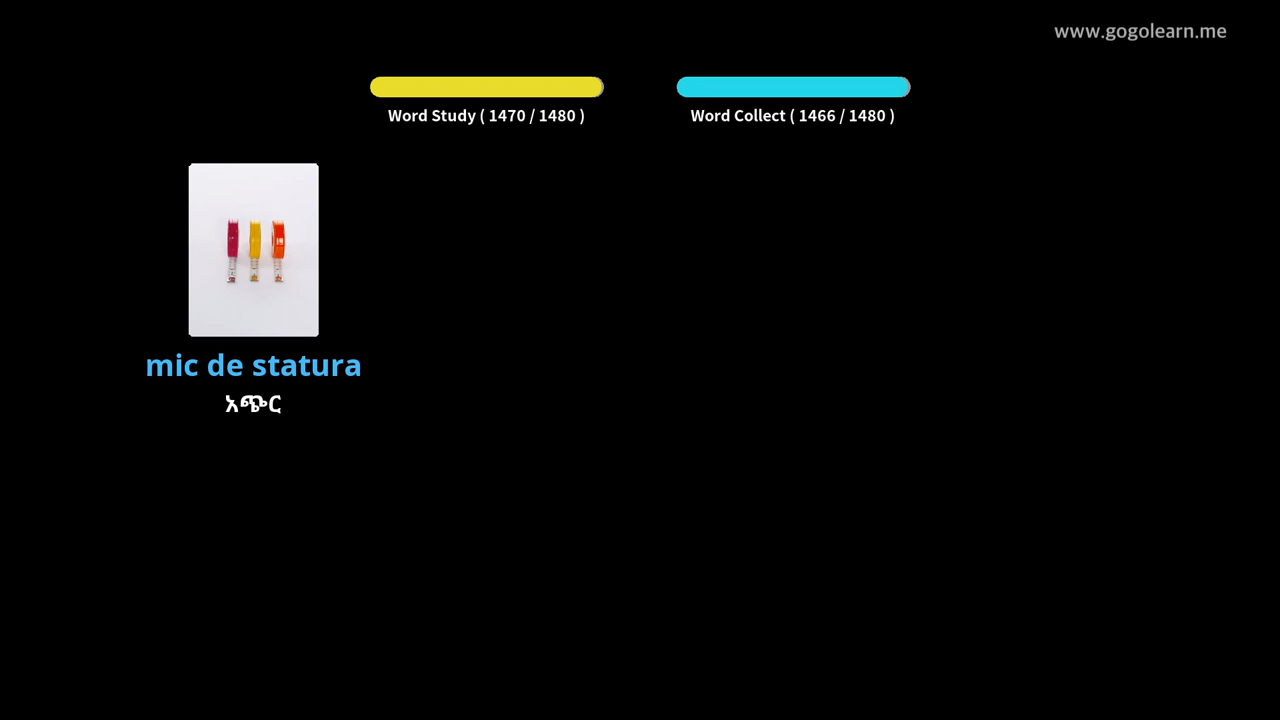 www.gogolearn.me
Word Study ( 1470 / 1480 )
Word Collect ( 1466 / 1480 )
mic de statura
አጭር